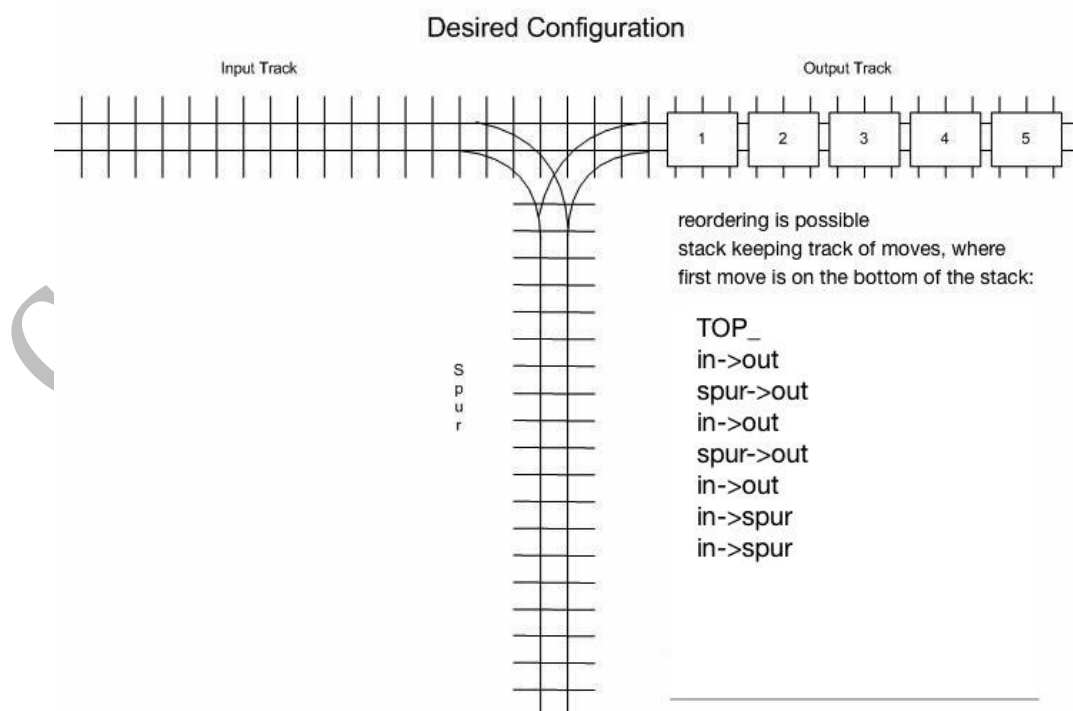 Desired Configuration
Input Track
Output Track
1 2 3 4 5
reordering is possible
stack keeping track of moves, where
first move is on the bottom of the stack:
Spur
TOP_
in->out
spur->out
in->out
spur->out
in->out
in->spur
in->spur